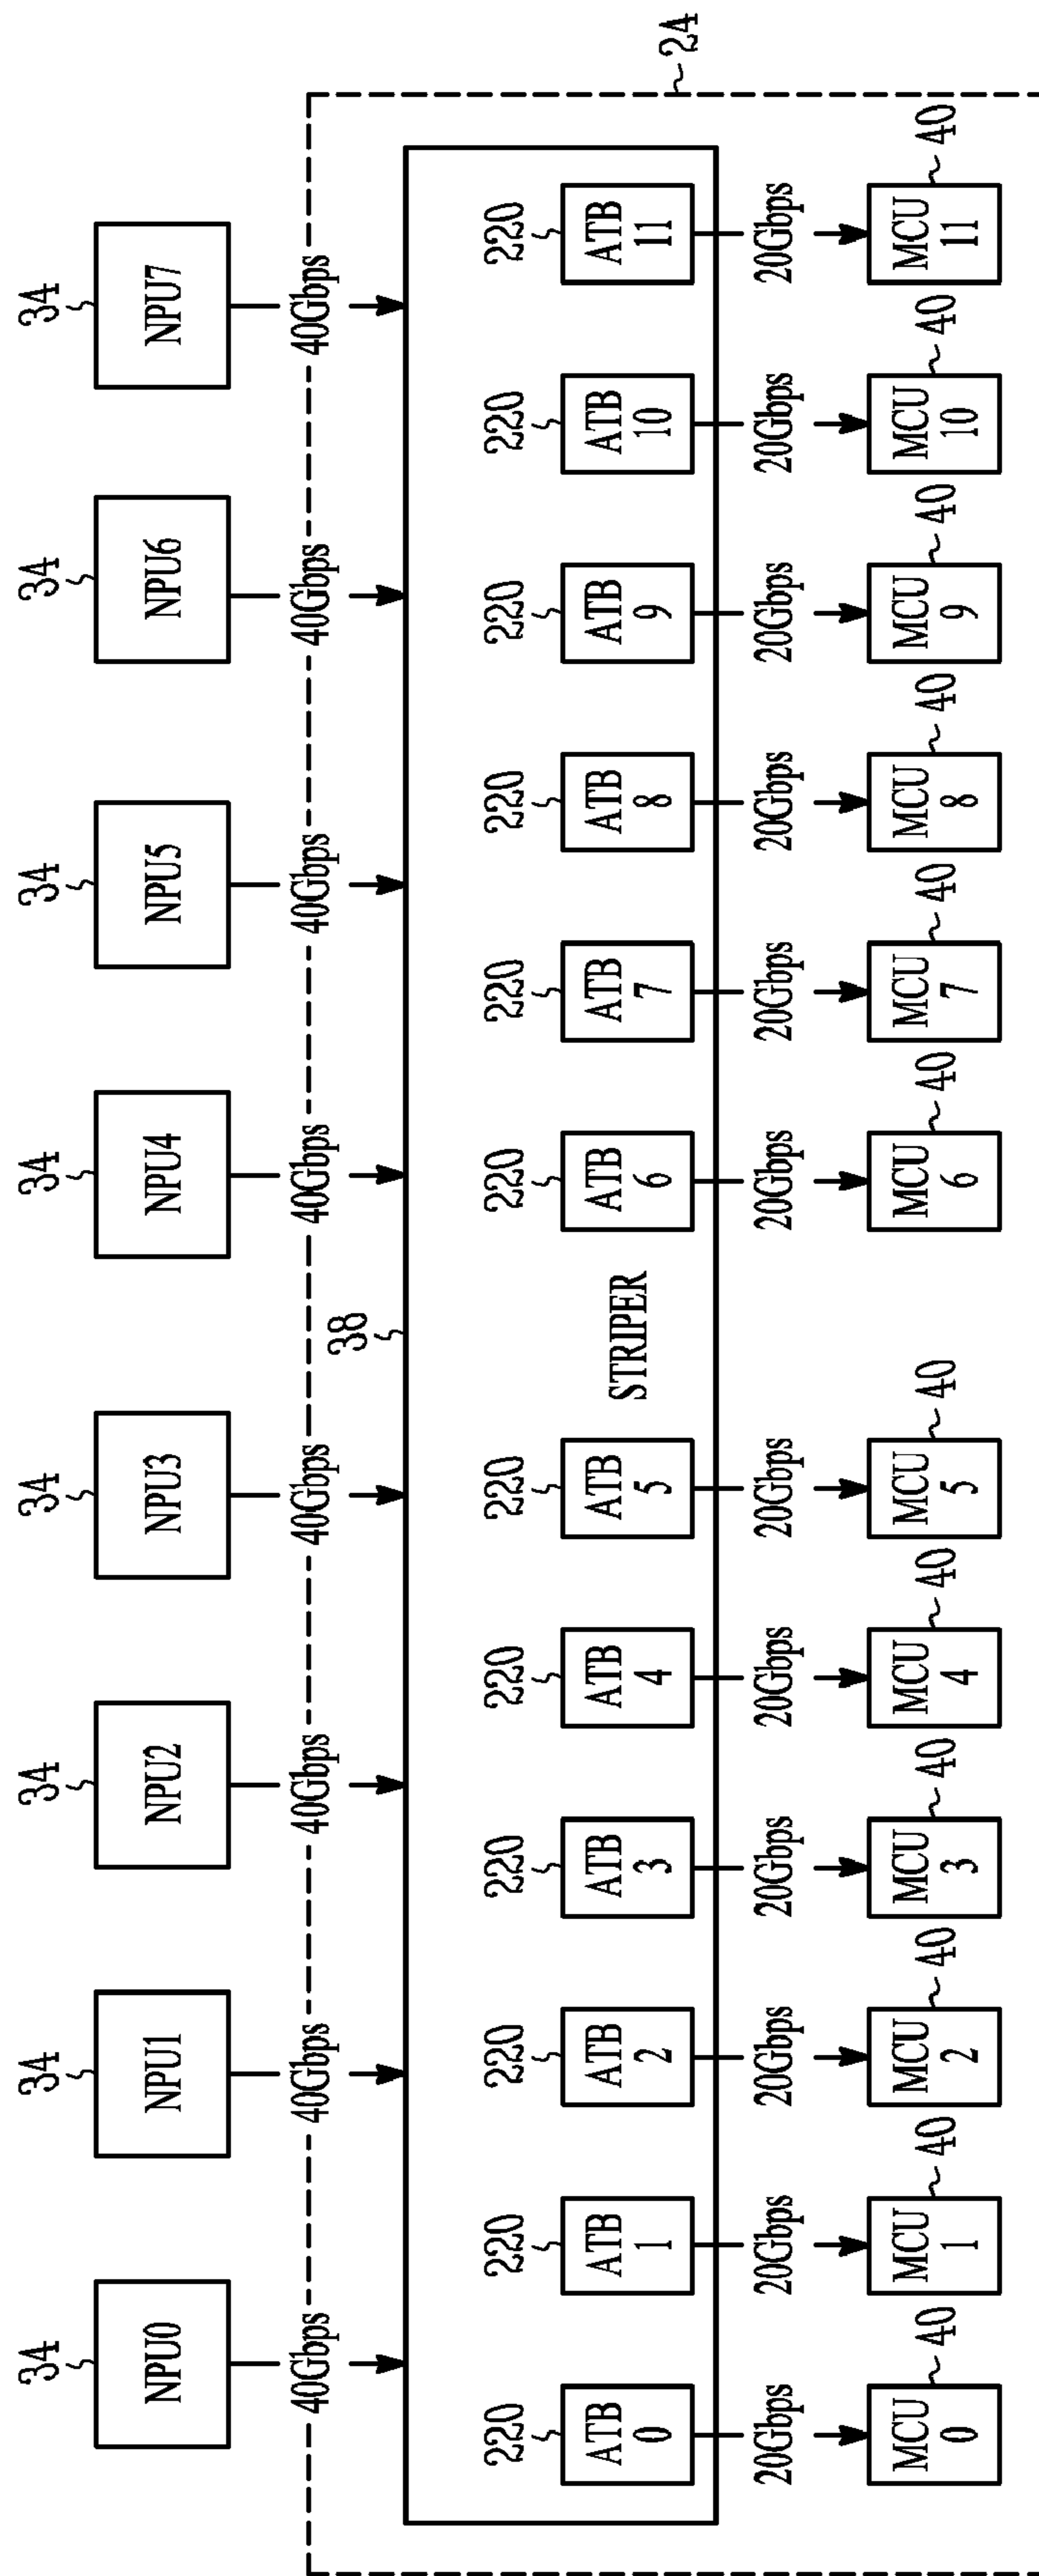 34 34 34 34 34 34 34 34
NPU0 NPU1 NPU2 NPU3 NPU4 NPU5 NPU6 NPU7
40Gbps 40Gbps 40Gbps 40Gbps 40Gbps 40Gbps 40Gbps 40Gbps
38
24
220 220 220 220 220 220 220 220 220 220 220 220
ATB ATB ATB ATB ATB ATB ATB ATB ATB ATB ATB ATB
STRIPER
0 1 2 3 4 5 6 7 8 9 10 11
20Gbps 20Gbps 20Gbps 20Gbps 20Gbps 20Gbps 20Gbps 20Gbps 20Gbps 20Gbps 20Gbps 20Gbps
MCU MCU MCU MCU MCU MCU MCU MCU MCU MCU MCU MCU
40 40 40 40 40 40 40 40 40 40 40 40
0 1 2 3 4 5 6 7 8 9 10 11